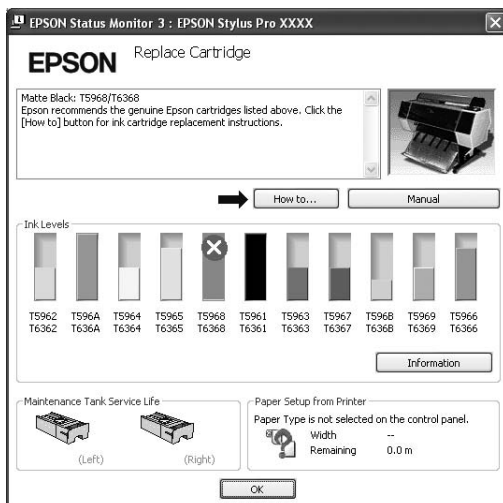 EPSON Status Monitor 3 : EPSON Stylus Pro XXXX
EPSON
Replace Cartridge
Matte Black: T5968/T6368
Epson recommends the genuine Epson cartridges listed above. Click the
[How to] button for ink cartridge replacement instructions.
How to...
Manual
Ink Levels
T5962 T596A T5964 T5965 T5968 T5961 T5963 T5967 T596B T5969 T5966
T6362 T636A T6364 T6365 T6368 T6361 T6363 T6367 T636B T6369 T6366
Information
Maintenance Tank Service Life
(Left)
(Right)
Paper Setup from Printer
Paper Type is not selected on the control panel.
Width --
Remaining 0.0 m
OK